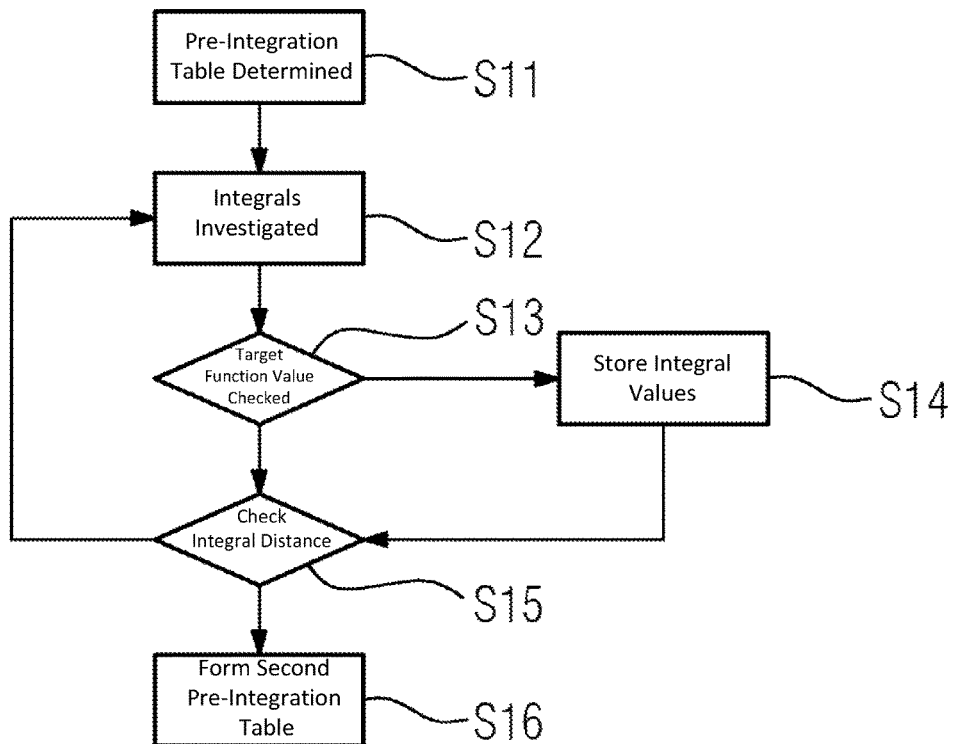 Pre-Integration
Table Determined
S11
Integrals
Investigated
S12
S13
Target
Function Value
Checked
Store Integral
Values
S14
Check
Integral Distance
S15
Form Second
Pre-Integration
Table
S16